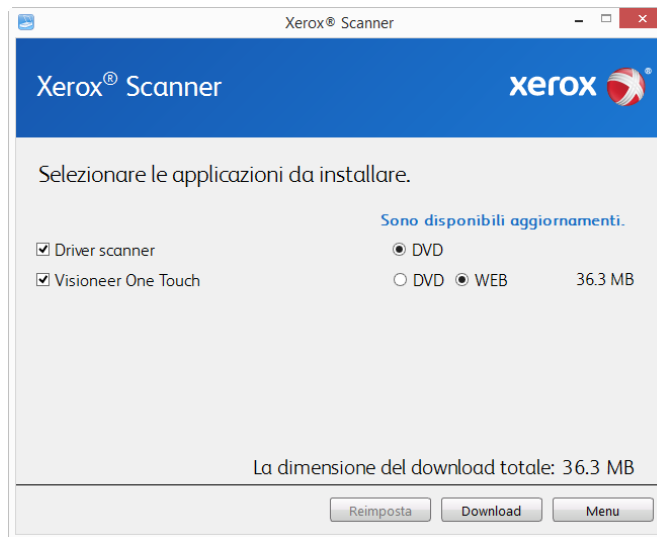 Xerox® Scanner
Xerox® Scanner
xerox ®
Selezionare le applicazioni da installare.
Sono disponibili aggiornamenti.
Driver scanner DVD
Visioneer One Touch DVD WEB 36.3 MB
La dimensione del download totale: 36.3 MB
Reimposta Download Menu